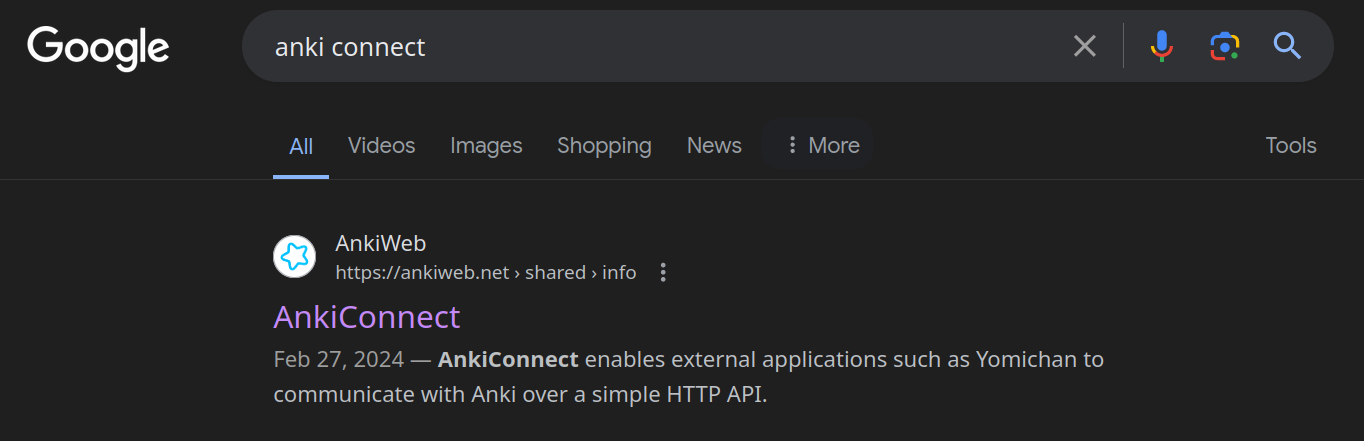 Google
anki connect
All Videos Images Shopping News More Tools
AnkiWeb
https://ankiweb.net › shared › info
AnkiConnect
Feb 27, 2024 — AnkiConnect enables external applications such as Yomichan to
communicate with Anki over a simple HTTP API.